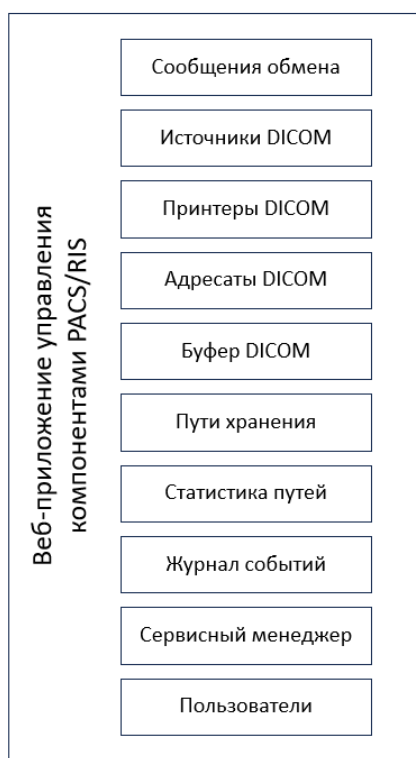 Веб-приложение управления
компонентами PACS/RIS
Сообщения обмена
Источники DICOM
Принтеры DICOM
Адресаты DICOM
Буфер DICOM
Пути хранения
Статистика путей
Журнал событий
Сервисный менеджер
Пользователи